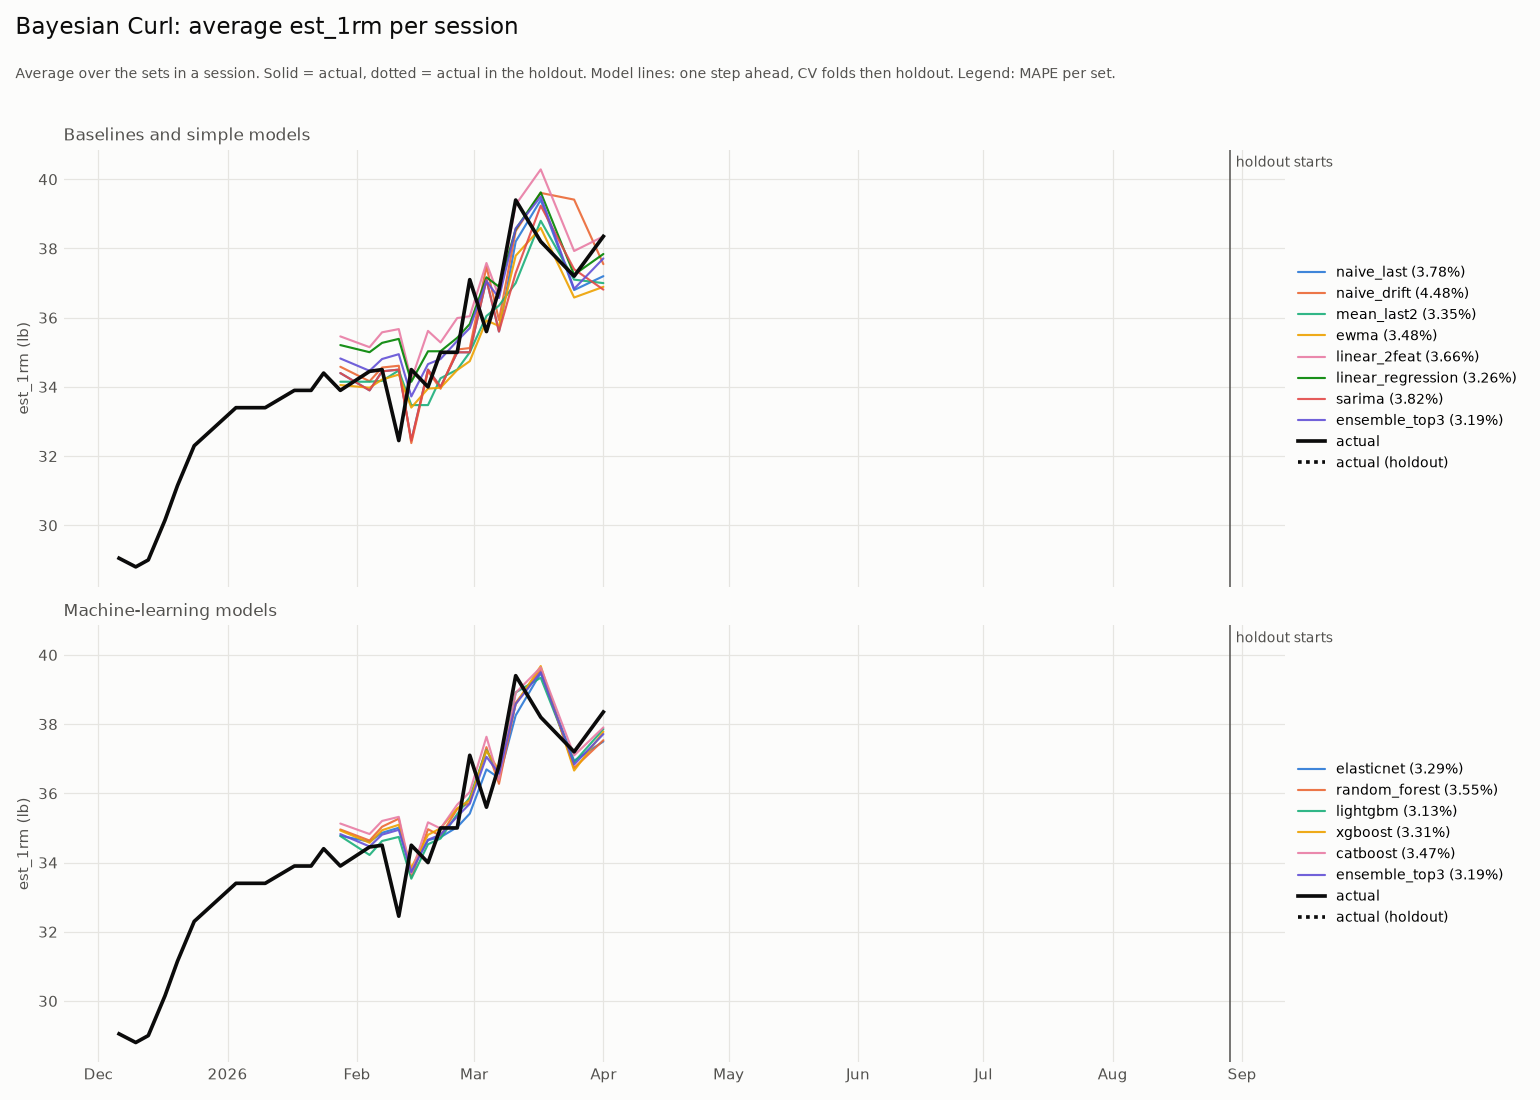 Bayesian Curl: average est_1rm per session
Average over the sets in a session. Solid = actual, dotted = actual in the holdout. Model lines: one step ahead, CV folds then holdout. Legend: MAPE per set.
Baselines and simple models
holdout starts
40
38
36
34
32
30
est_1rm (lb)
naive_last (3.78%)
naive_drift (4.48%)
mean_last2 (3.35%)
ewma (3.48%)
linear_2feat (3.66%)
linear_regression (3.26%)
sarima (3.82%)
ensemble_top3 (3.19%)
actual
actual (holdout)
Machine-learning models
holdout starts
40
38
36
34
32
30
est_1rm (lb)
elasticnet (3.29%)
random_forest (3.55%)
lightgbm (3.13%)
xgboost (3.31%)
catboost (3.47%)
ensemble_top3 (3.19%)
actual
actual (holdout)
Dec 2026 Feb Mar Apr May Jun Jul Aug Sep